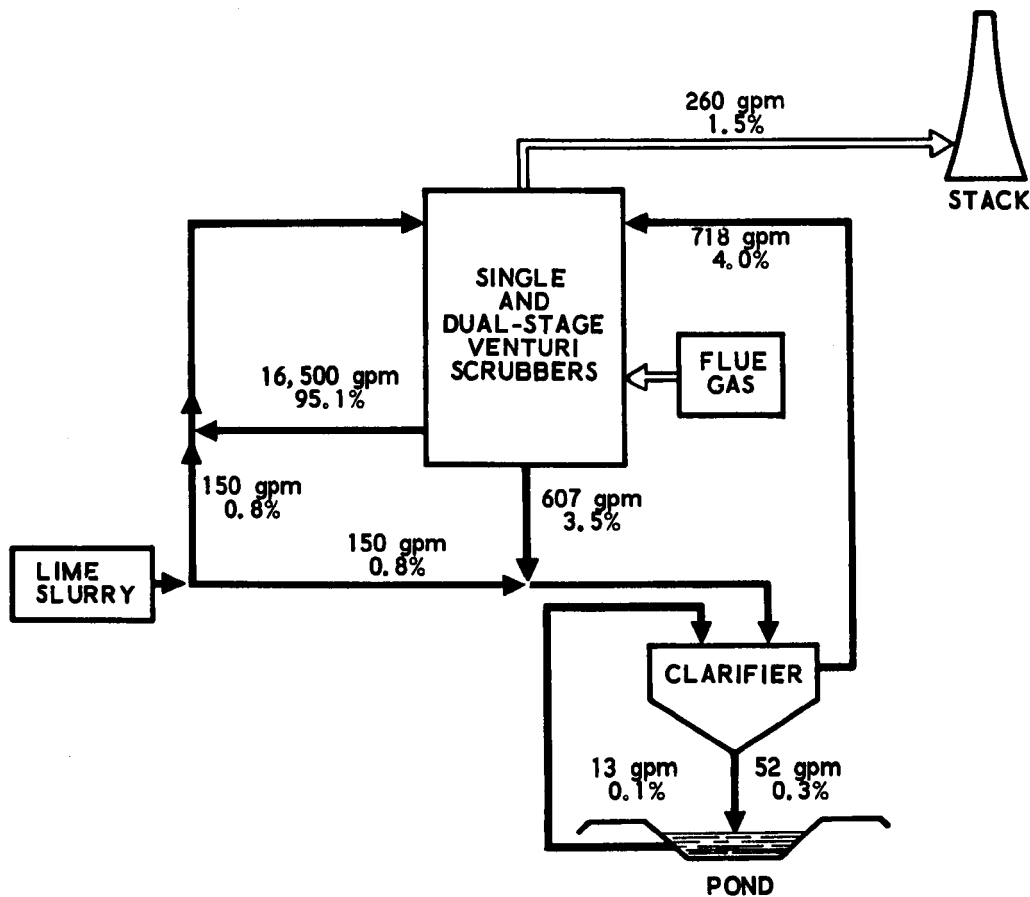 260 gpm
1.5%
STACK
718 gpm
4.0%
SINGLE
AND
DUAL-STAGE
VENTURI
SCRUBBERS
FLUE
GAS
16,500 gpm
95.1%
150 gpm
0.8%
607 gpm
3.5%
150 gpm
0.8%
LIME
SLURRY
CLARIFIER
13 gpm
0.1%
52 gpm
0.3%
POND